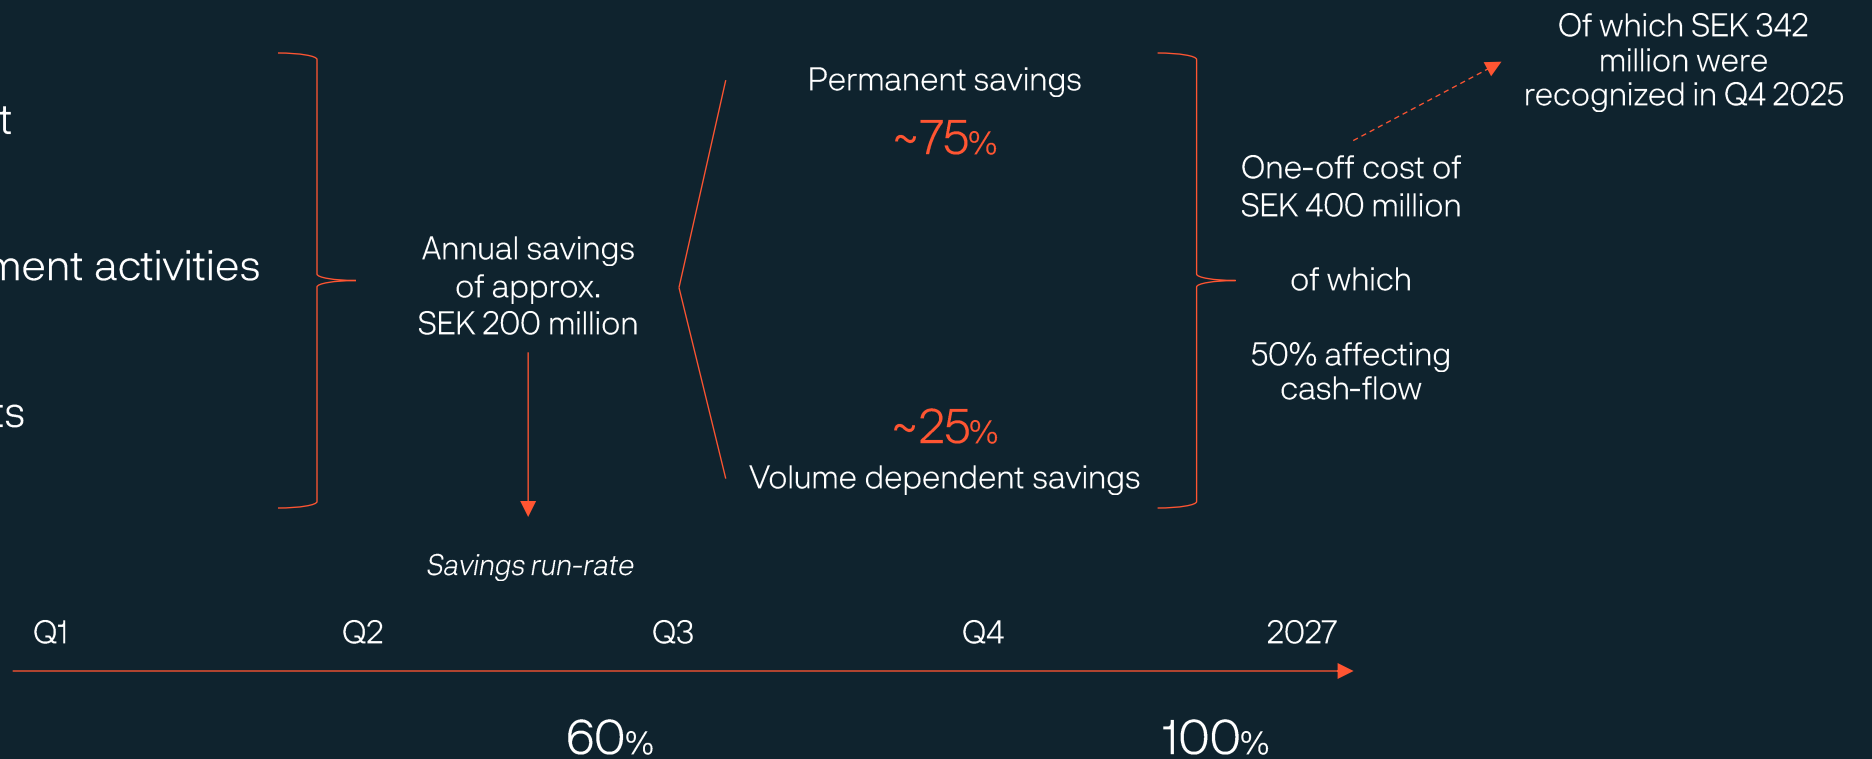 t
ment activities
ts
Annual savings
of approx.
SEK 200 million
Savings run-rate
Permanent savings
~75%
~25%
Volume dependent savings
One-off cost of
SEK 400 million
of which
50% affecting
cash-flow
Of which SEK 342
million were
recognized in Q4 2025
Q1
Q2
Q3
Q4
2027
60%
100%